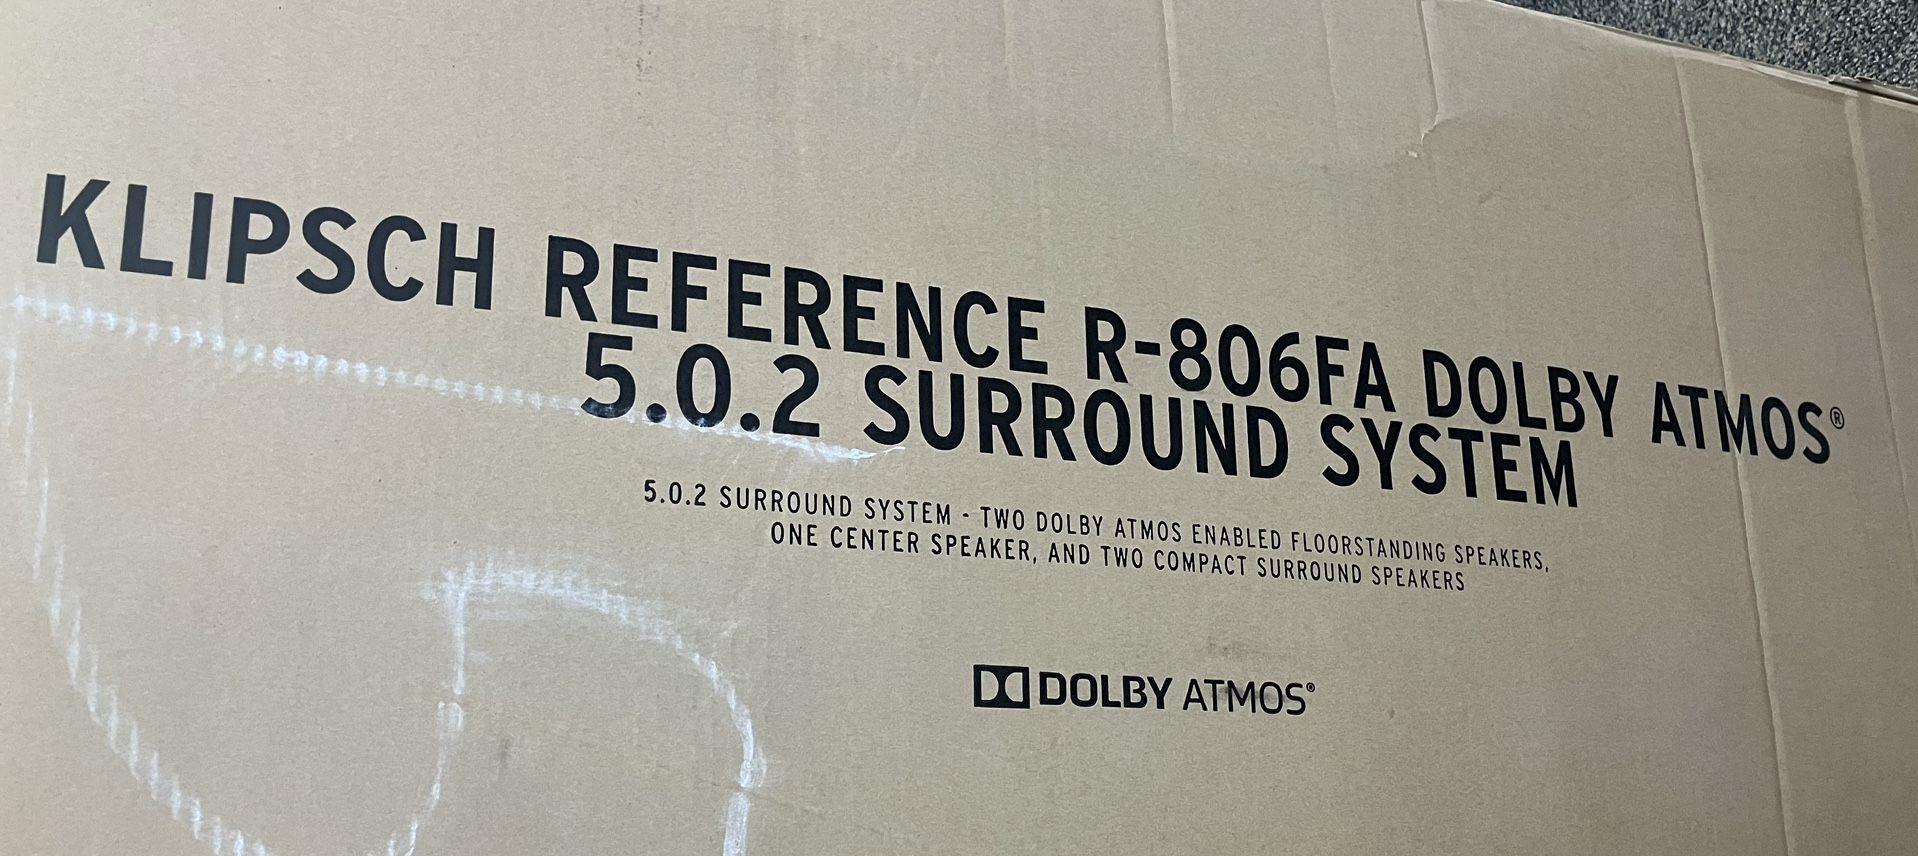 KLIPSCH REFERENCE R-806FA DOLBY ATMOS®
5.0.2 SURROUND SYSTEM
5.0.2 SURROUND SYSTEM - TWO DOLBY ATMOS ENABLED FLOORSTANDING SPEAKERS,
ONE CENTER SPEAKER, AND TWO COMPACT SURROUND SPEAKERS
DOLBY ATMOS®